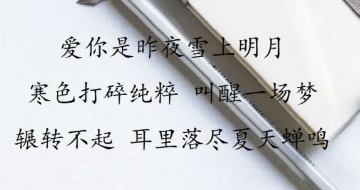 爱你是昨夜雪上明月
寒色打碎纯粹 叫醒一场梦
辗转不起 耳里落尽夏天蝉鸣